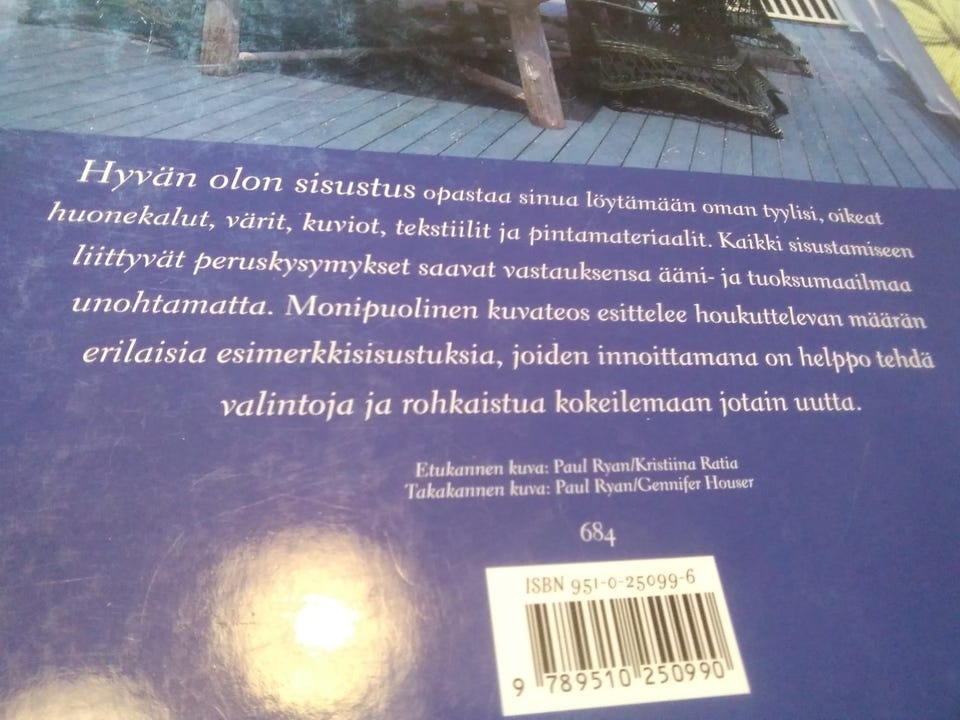 Hyvän olon sisustus opastaa sinua löytämään oman tyylisi, oikeat
huonekalut, värit, kuviot, tekstiilit ja pintamateriaalit. Kaikki sisustamiseen
liittyvät peruskysymykset saavat vastauksensa ääni- ja tuoksumaailmaa
unohtamatta. Monipuolinen kuvateos esittelee houkuttelevan määrän
erilaisia esimerkkisisustuksia, joiden innoittamana on helppo tehdä
valintoja ja rohkaistua kokeilemaan jotain uutta.
Etukannen kuva: Paul Ryan/Kristiina Ratia
Takakannen kuva: Paul Ryan/Gennifer Houser
684
ISBN 951-0-25099-6
9 789510 250990